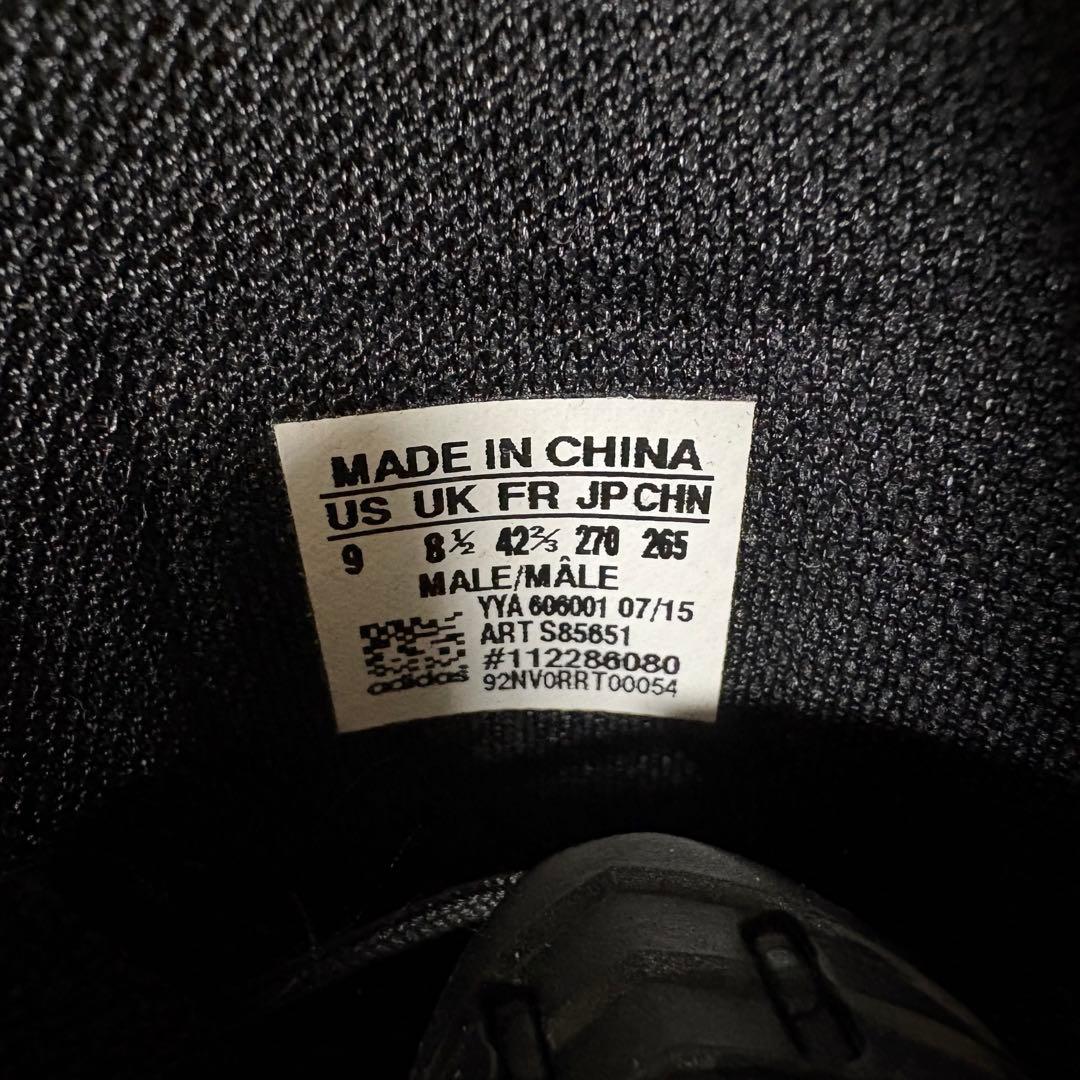 MADE IN CHINA
US UK FR JP CHN
9 8½ 42⅔ 270 265
MALE/MÂLE
YYA 606001 07/15
ART S85651
#112286080
adidas 92NV0RRT00054